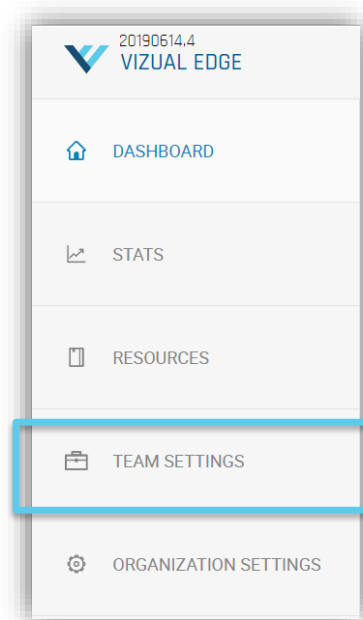 20190614.4
VIZUAL EDGE
DASHBOARD
STATS
RESOURCES
TEAM SETTINGS
ORGANIZATION SETTINGS